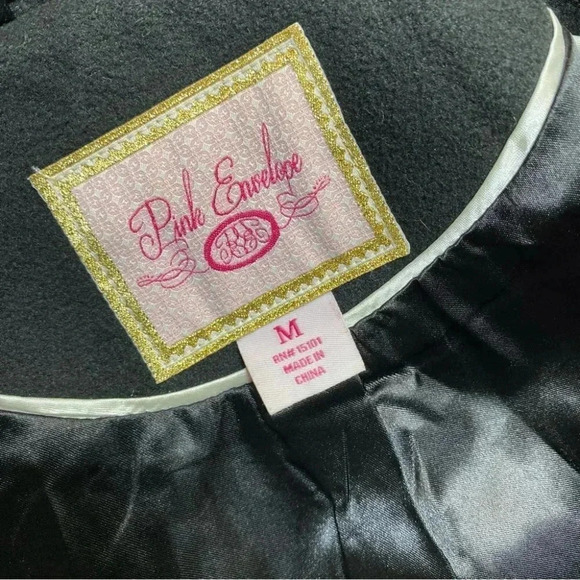 Pink Envelope
M
RN# 15101
MADE IN
CHINA